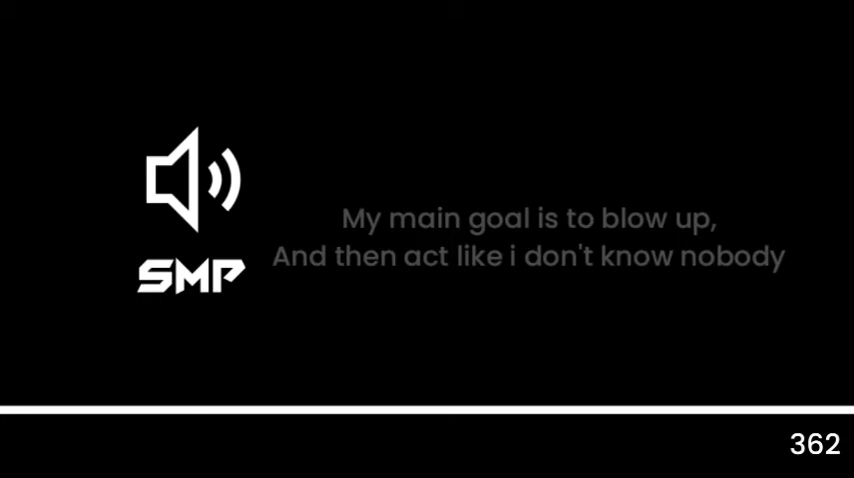 SMP
My main goal is to blow up,
And then act like i don't know nobody
362